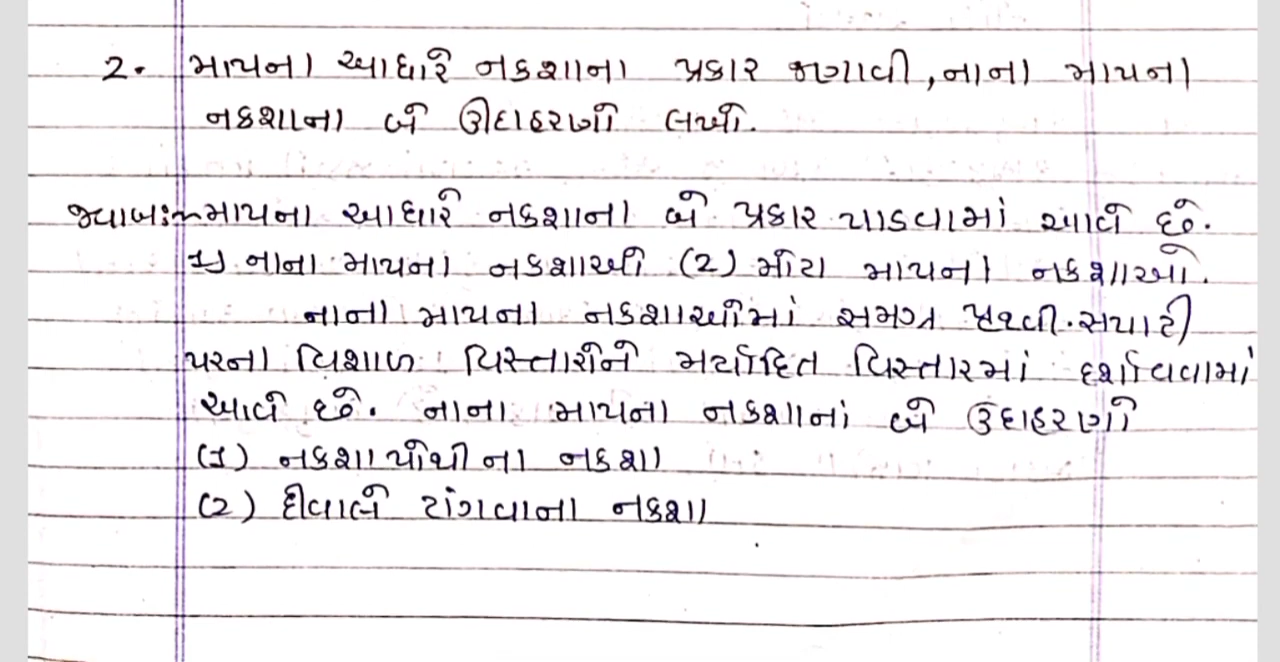 2. માપના આધારે નકશાના પ્રકાર જણાવી, નાના માપના
નકશાના બે ઊદાહરણો લખો.
જવાબઃ માપના આધારે નકશાના બે પ્રકાર પાડવામાં આવે છે.
1) નાના માપના નકશાઓ (2) મોટા માપના નકશાઓ.
નાના માપના નકશાઓમાં સમગ્ર પૃથ્વી સપાટી
પરના વિશાળ વિસ્તારોને મર્યાદિત વિસ્તારમાં દર્શાવવામાં
આવે છે. નાના માપના નકશાનાં બે ઉદાહરણો
(1) નકશાપોથીના નકશા
(2) દીવાલે ટાંગવાના નકશા